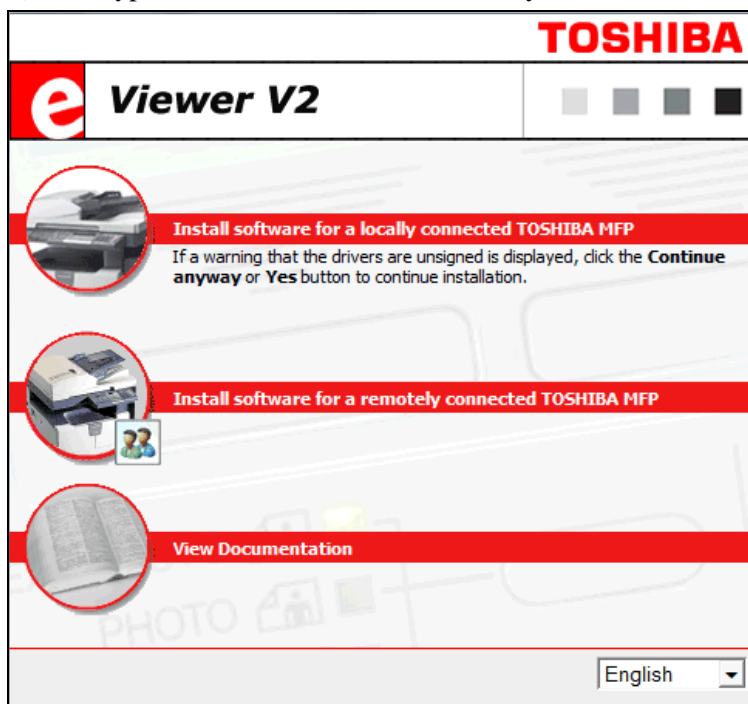 TOSHIBA
e Viewer V2
Install software for a locally connected TOSHIBA MFP
If a warning that the drivers are unsigned is displayed, click the Continue
anyway or Yes button to continue installation.
Install software for a remotely connected TOSHIBA MFP
View Documentation
PHOTO
English